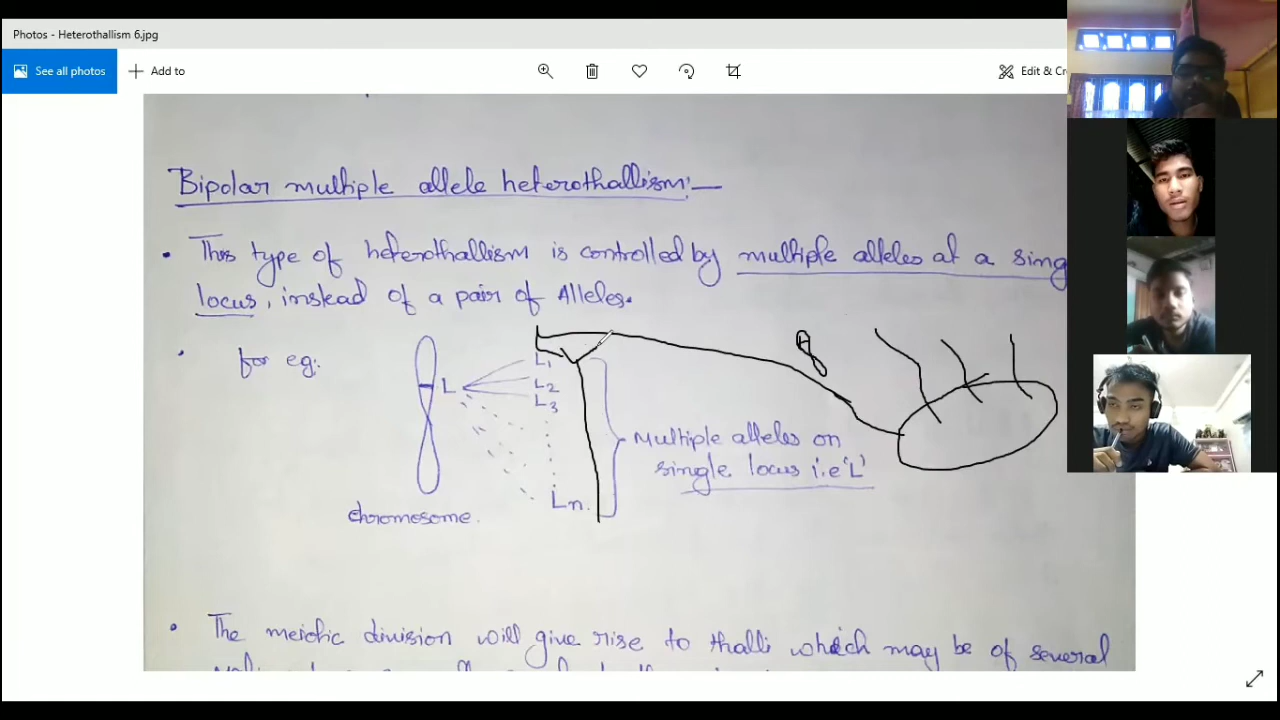 Photos - Heterothallism 6.jpg
See all photos
Add to
Edit & Cr
Bipolar multiple allele heterothallism:—
• This type of heterothallism is controlled by multiple alleles at a sing
locus, instead of a pair of Alleles.
• for eg:
L
L1
L2
L3
Ln.
Multiple alleles on
single locus i.e 'L'
chromosome.
A
• The meiotic division will give rise to thalli which may be of several